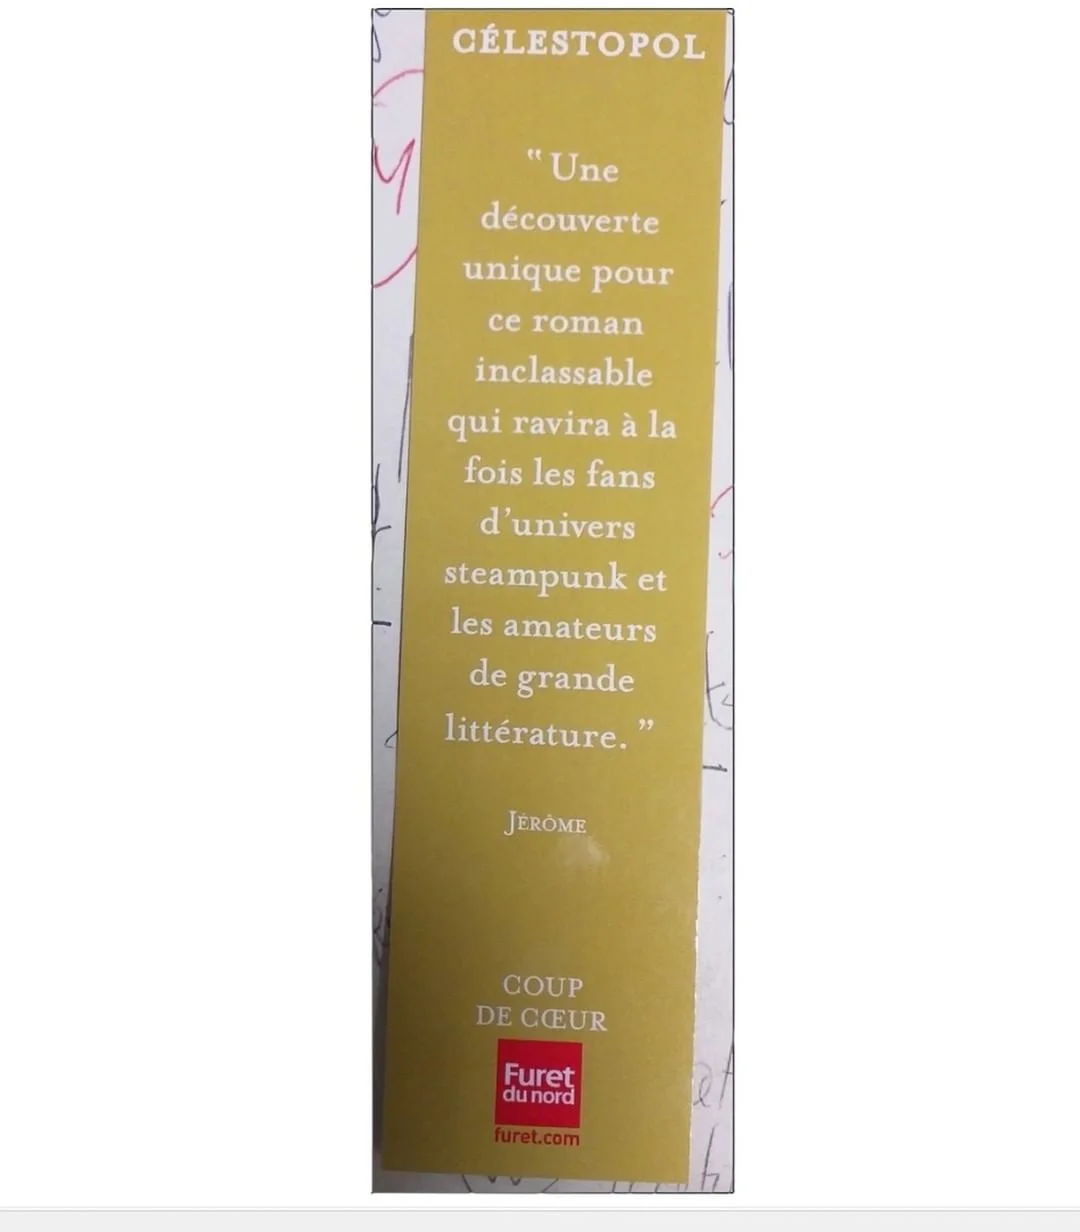 CÉLESTOPOL
“ Une
découverte
unique pour
ce roman
inclassable
qui ravira à la
fois les fans
d’univers
steampunk et
les amateurs
de grande
littérature. ”
JÉRÔME
COUP
DE CŒUR
Furet
du nord
furet.com